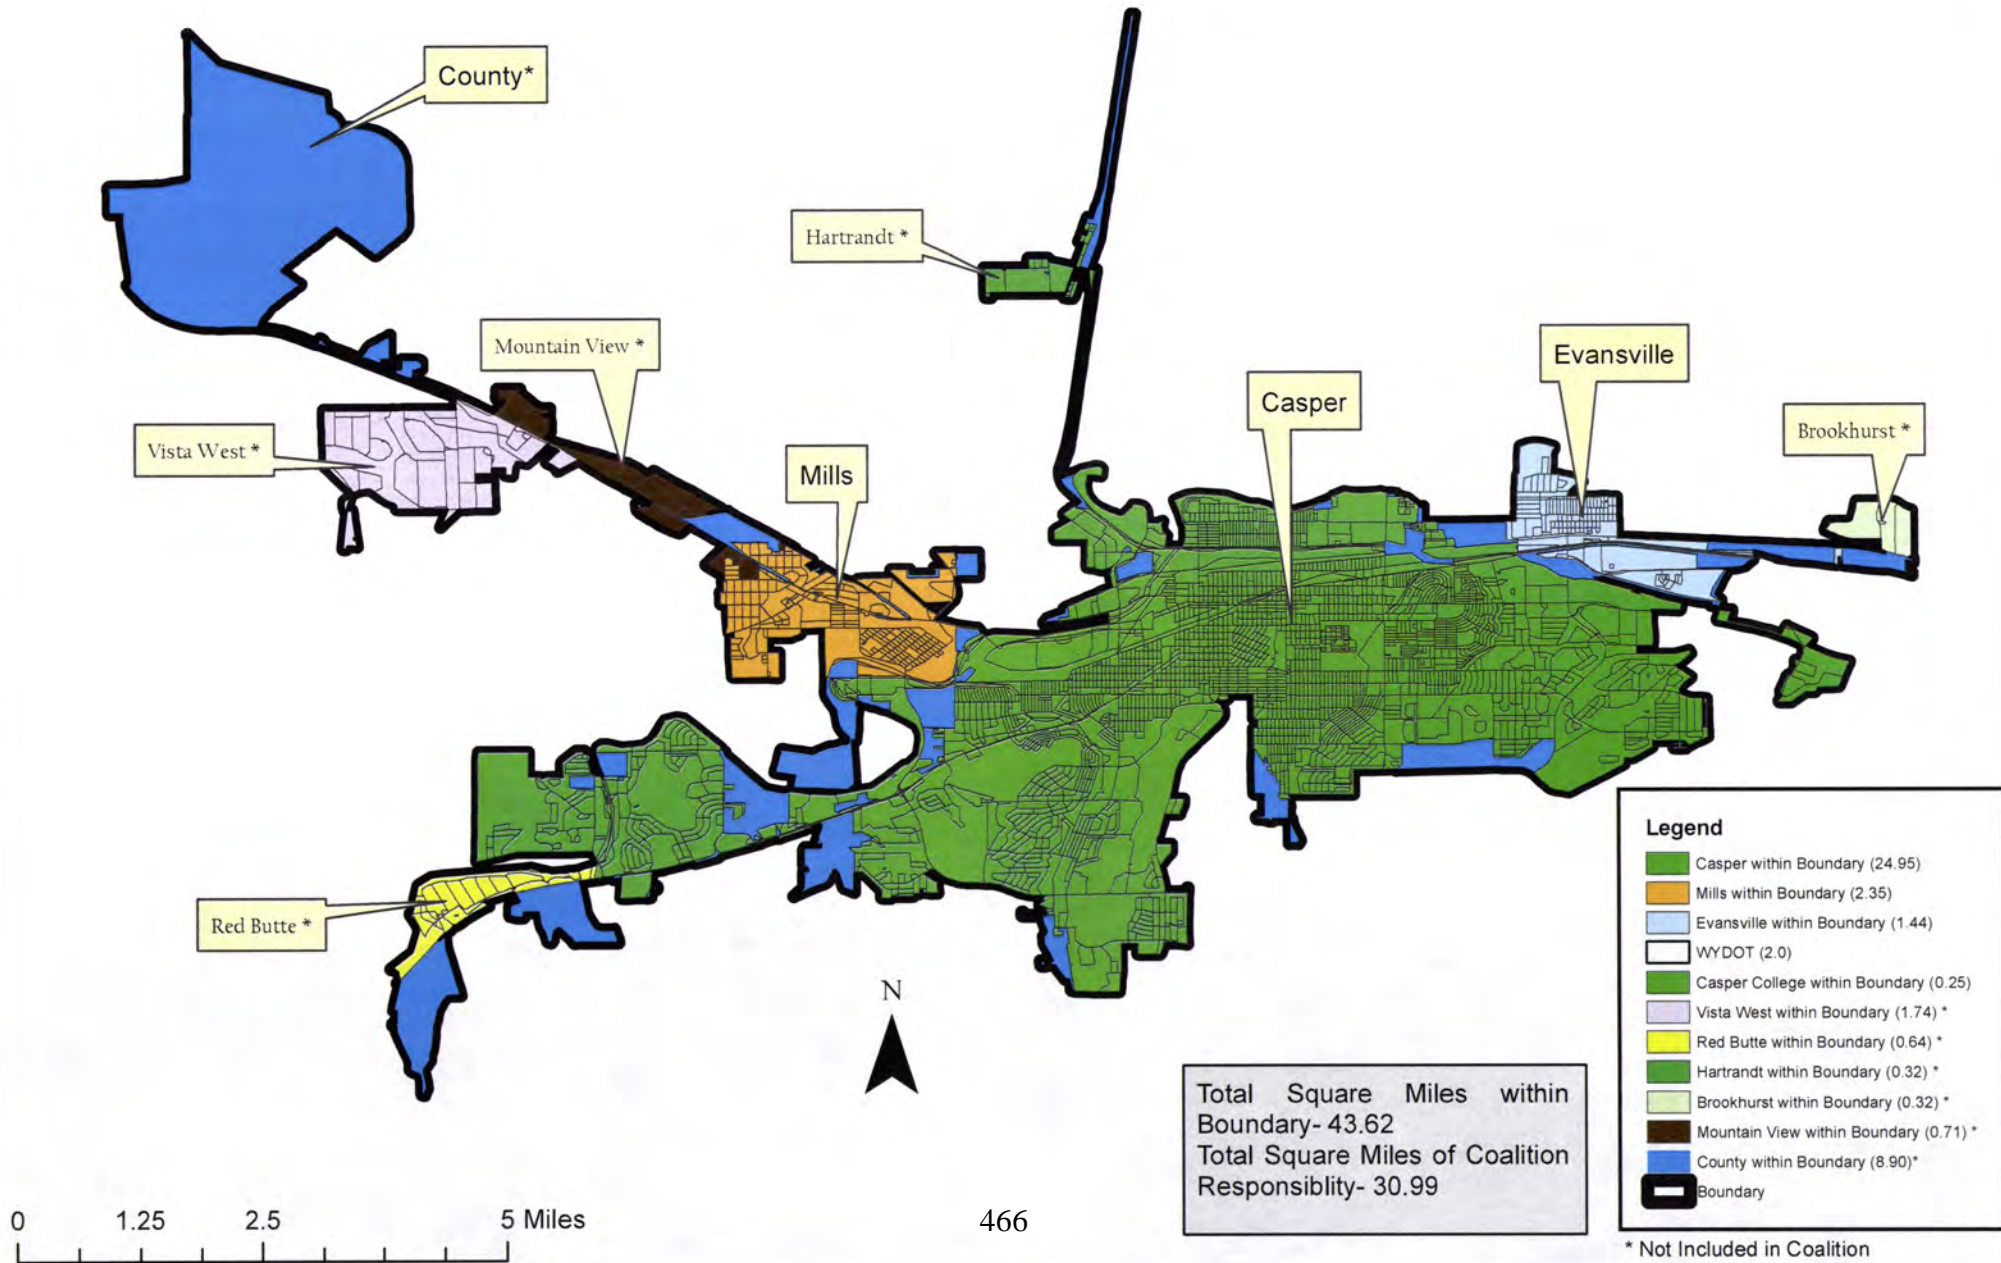 County*
Hartrandt *
Mountain View *
Evansville
Casper
Brookhurst *
Vista West *
Mills
Red Butte *
N
Legend
Casper within Boundary (24.95)
Mills within Boundary (2.35)
Evansville within Boundary (1.44)
WYDOT (2.0)
Casper College within Boundary (0.25)
Vista West within Boundary (1.74) *
Red Butte within Boundary (0.64) *
Hartrandt within Boundary (0.32) *
Brookhurst within Boundary (0.32) *
Mountain View within Boundary (0.71) *
County within Boundary (8.90)*
Boundary
* Not Included in Coalition
Total Square Miles within
Boundary- 43.62
Total Square Miles of Coalition
Responsiblity- 30.99
0 1.25 2.5 5 Miles
466